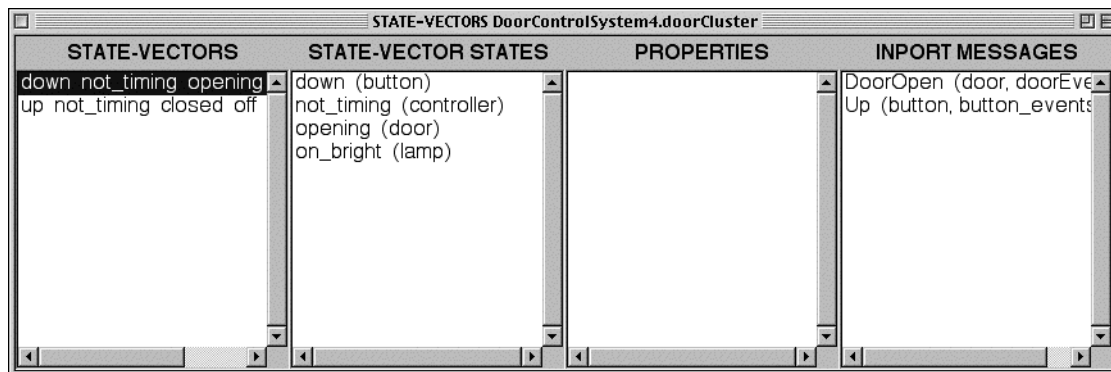 STATE-VECTORS DoorControlSystem4.doorCluster
STATE-VECTORS
STATE-VECTOR STATES
PROPERTIES
INPORT MESSAGES
down not_timing opening
up not_timing closed off
down (button)
not_timing (controller)
opening (door)
on_bright (lamp)
DoorOpen (door, doorEve
Up (button, button_events